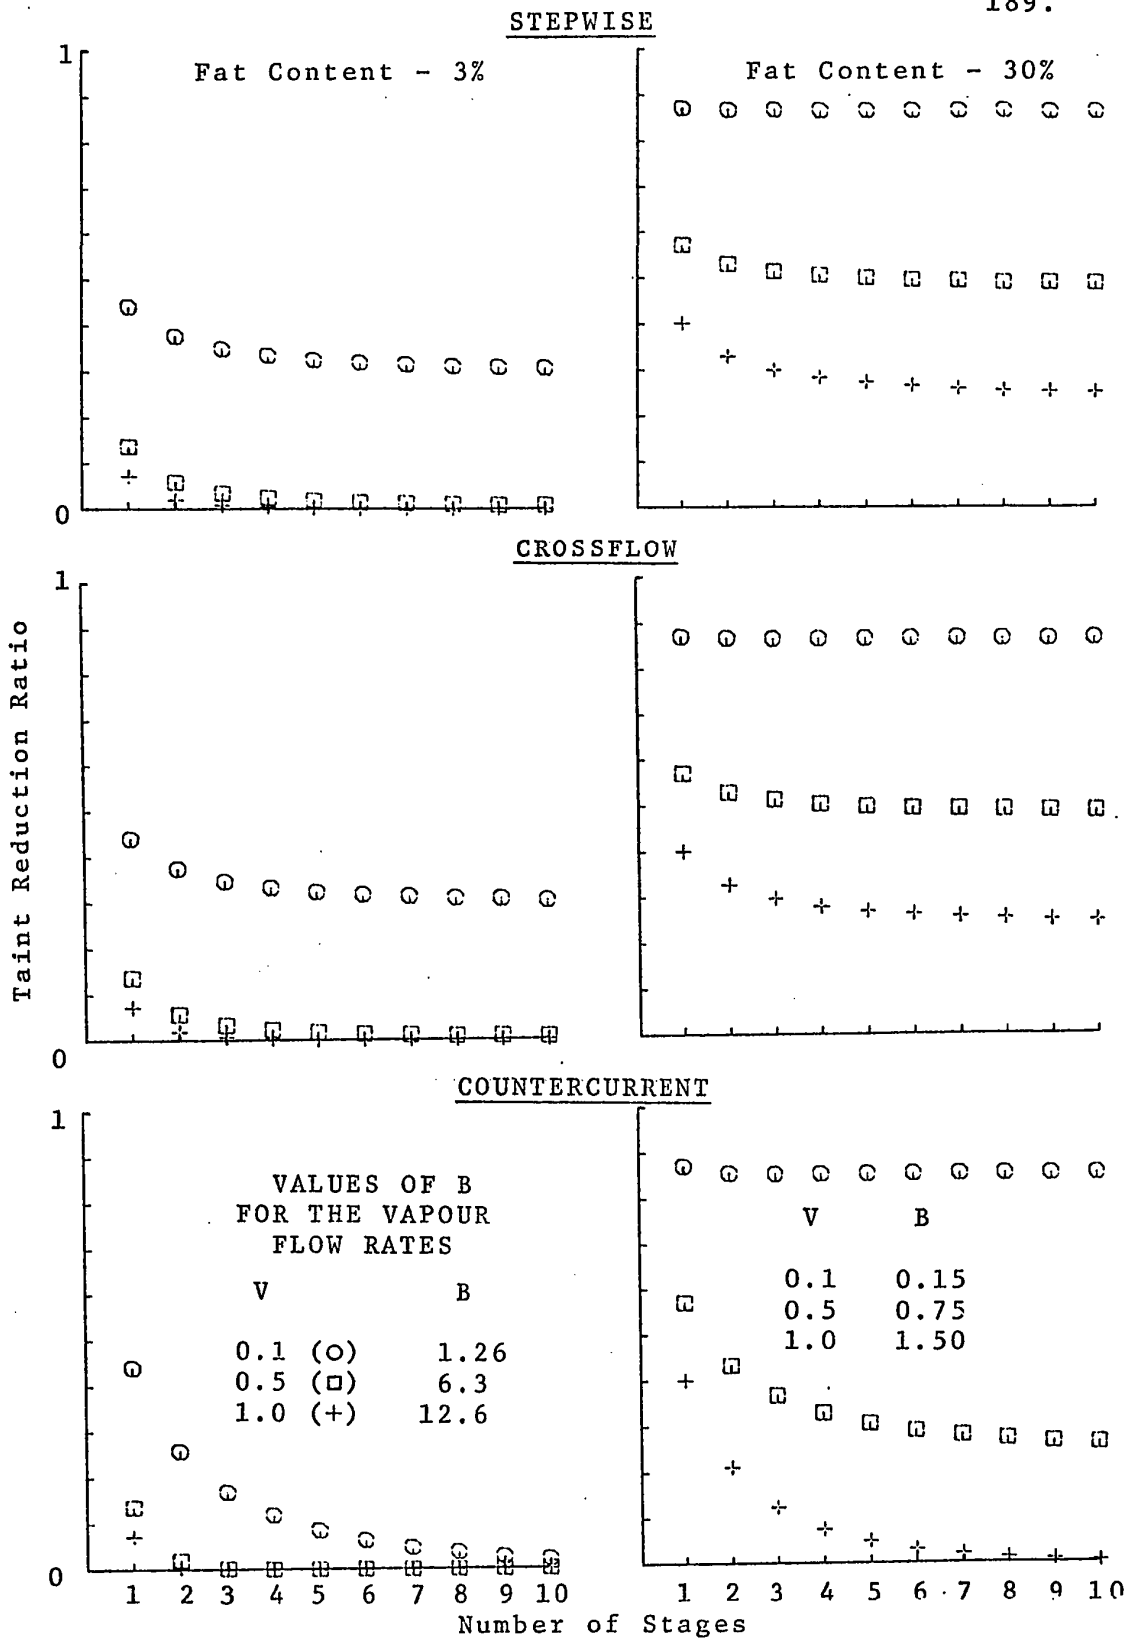 189.
STEPWISE
1
Fat Content - 3%
Fat Content - 30%
0
CROSSFLOW
1
Taint Reduction Ratio
0
COUNTERCURRENT
1
VALUES OF B
FOR THE VAPOUR
FLOW RATES
V B
0.1 (○) 1.26
0.5 (□) 6.3
1.0 (+) 12.6
V B
0.1 0.15
0.5 0.75
1.0 1.50
0
1 2 3 4 5 6 7 8 9 10
1 2 3 4 5 6 7 8 9 10
Number of Stages